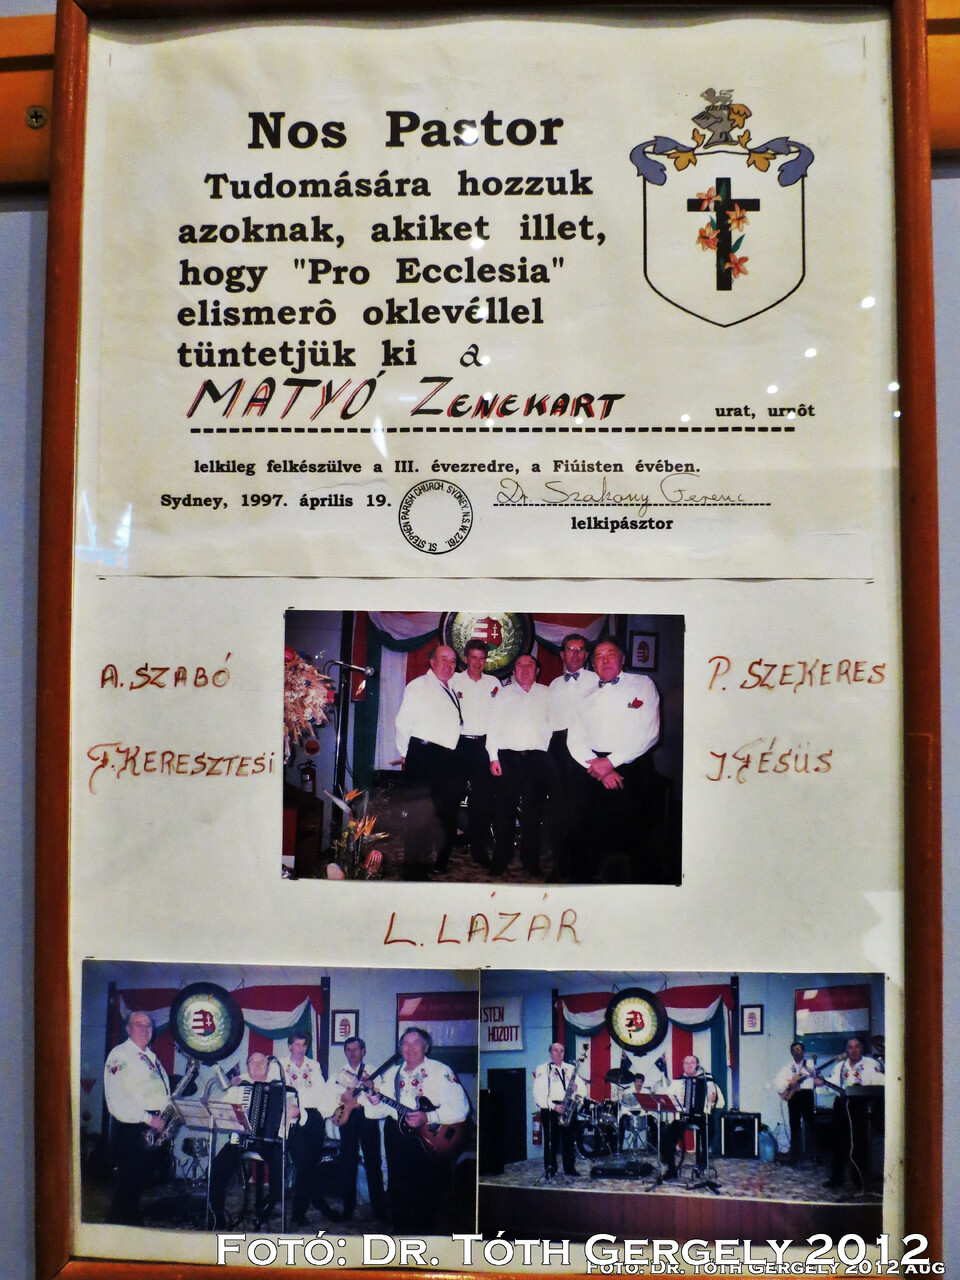 Nos Pastor
Tudomására hozzuk
azoknak, akiket illet,
hogy "Pro Ecclesia"
elismerô oklevéllel
tüntetjük ki a
MATYÓ ZENEKART urat, urnôt
lelkileg felkészülve a III. évezredre, a Fiúisten évében.
Sydney, 1997. április 19.
ST. STEPHEN PARISH CHURCH SYDNEY, N.S.W. 2761.
Dr. Szakony Ferenc
lelkipásztor
A. SZABÓ
P. SZEKERES
F. KERESZTESI
J. FÉSÜS
L. LÁZÁR
STEN
HOZOTT
FOTÓ: DR. TÓTH GERGELY 2012
FOTO: DR. TÓTH GERGELY 2012 AUG